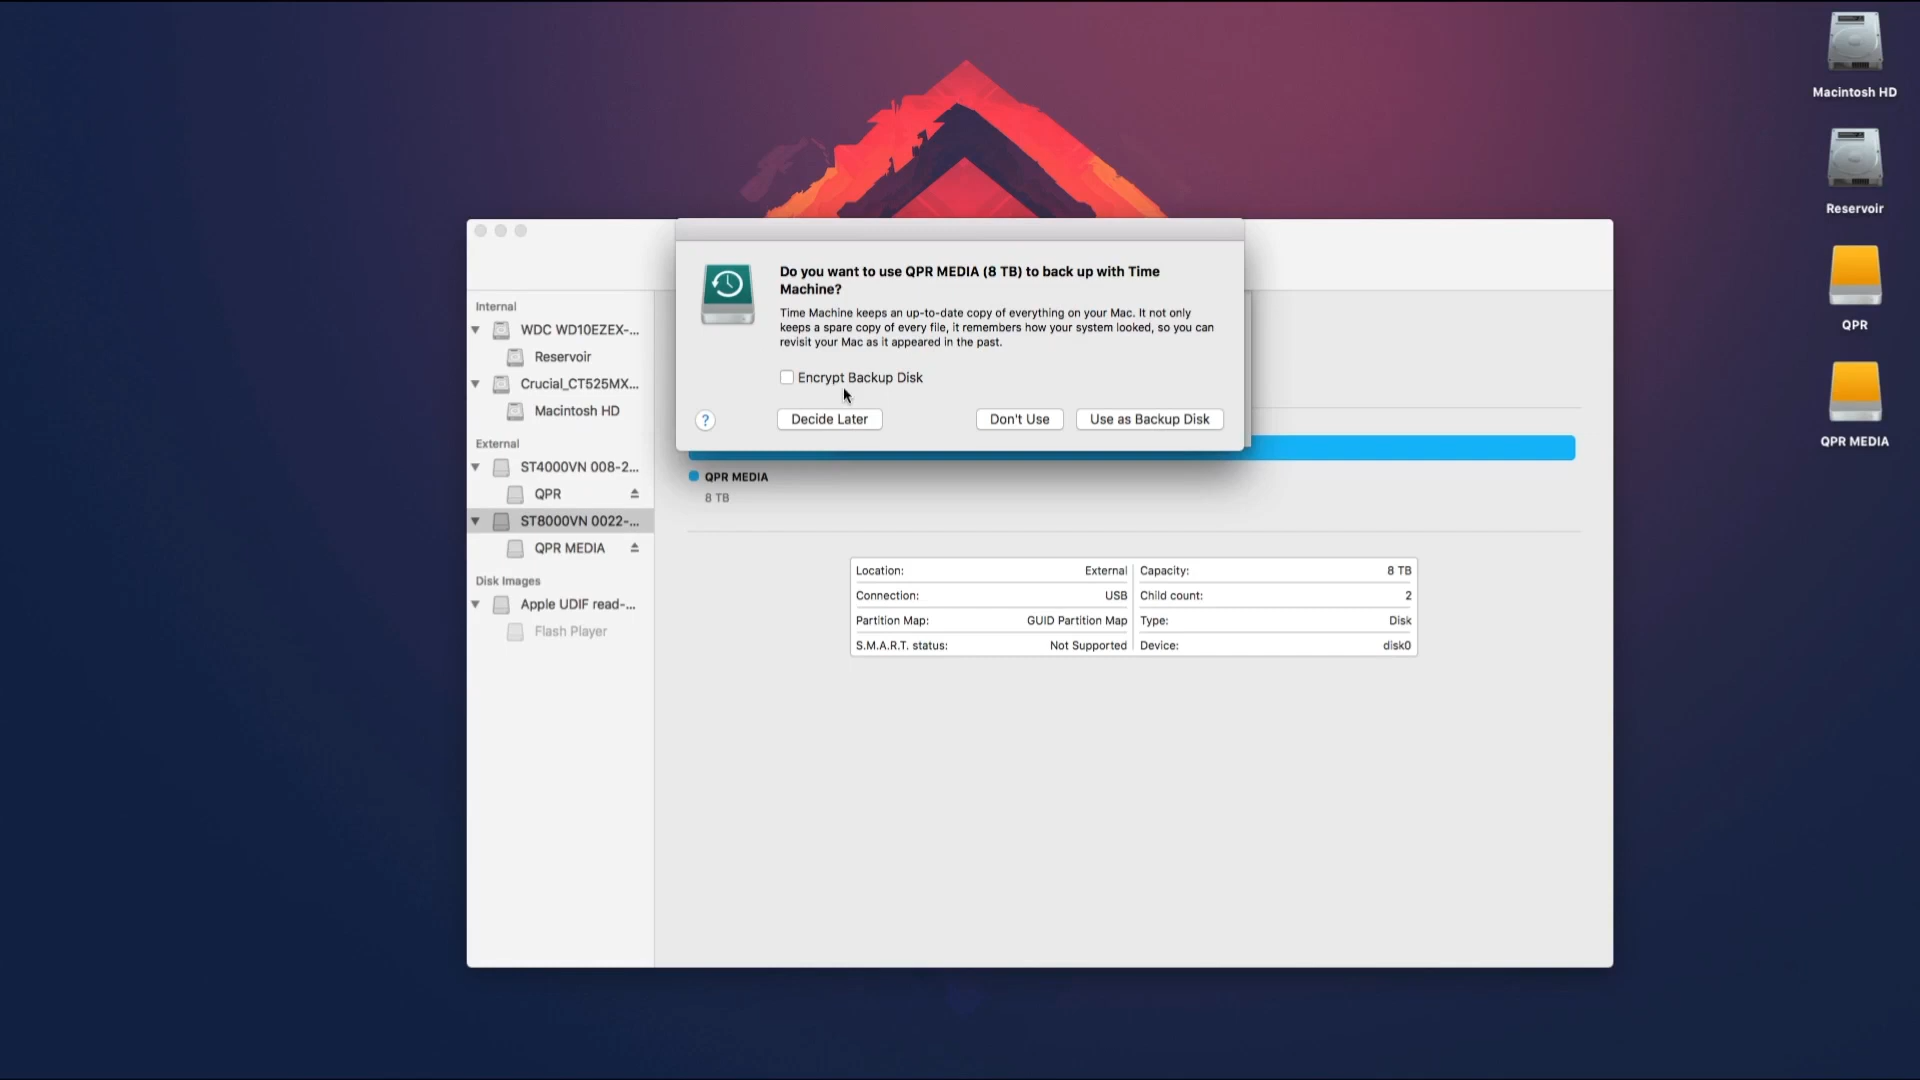 Macintosh HD
Reservoir
QPR
QPR MEDIA
Do you want to use QPR MEDIA (8 TB) to back up with Time
Machine?
Time Machine keeps an up-to-date copy of everything on your Mac. It not only
keeps a spare copy of every file, it remembers how your system looked, so you can
revisit your Mac as it appeared in the past.
Encrypt Backup Disk
?
Decide Later
Don't Use
Use as Backup Disk
Internal
WDC WD10EZEX-...
Reservoir
Crucial_CT525MX...
Macintosh HD
External
ST4000VN 008-2...
QPR
ST8000VN 0022-...
QPR MEDIA
Disk Images
Apple UDIF read-...
Flash Player
QPR MEDIA
8 TB
Location: External
Connection: USB
Partition Map: GUID Partition Map
S.M.A.R.T. status: Not Supported
Capacity: 8 TB
Child count: 2
Type: Disk
Device: disk0